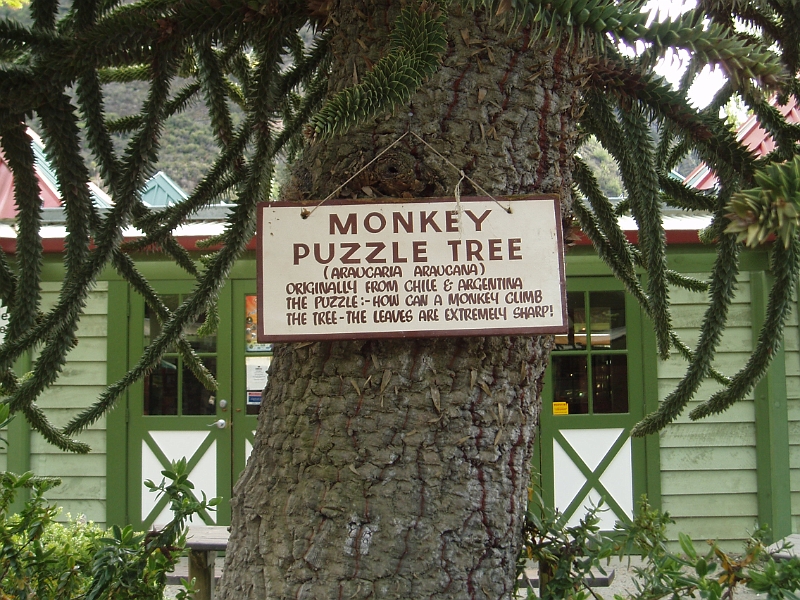 MONKEY
PUZZLE TREE
(ARAUCARIA ARAUCANA)
ORIGINALLY FROM CHILE & ARGENTINA
THE PUZZLE:-HOW CAN A MONKEY CLIMB
THE TREE-THE LEAVES ARE EXTREMELY SHARP!